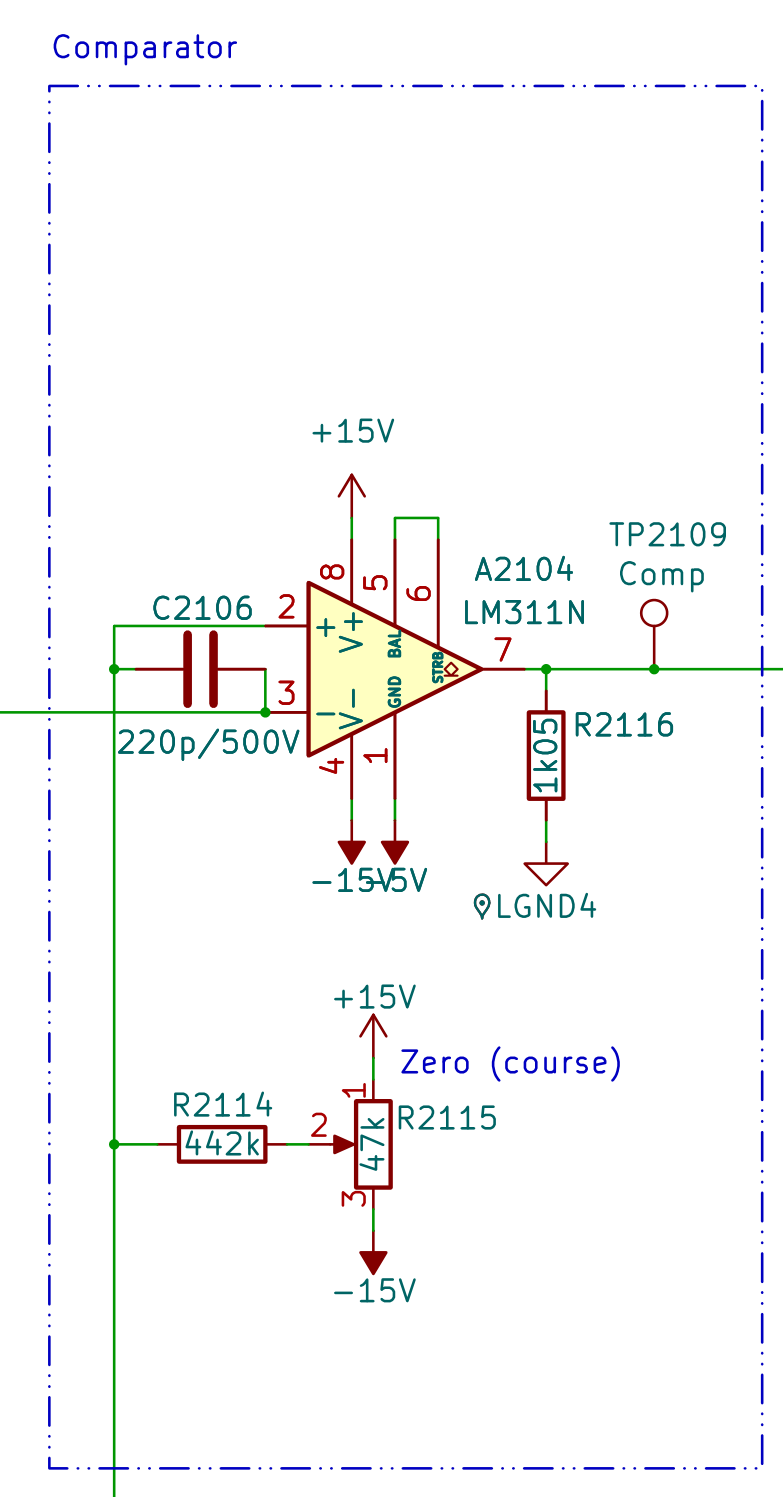 Comparator
+15V
TP2109
Comp
A2104
LM311N
8
5
6
C2106
2
+
V+
BAL
STRB
7
3
−
V-
GND
220p/500V
4
1
R2116
1k05
-15V
-5V
LGND4
+15V
Zero (course)
1
R2114
442k
2
47k
R2115
3
-15V